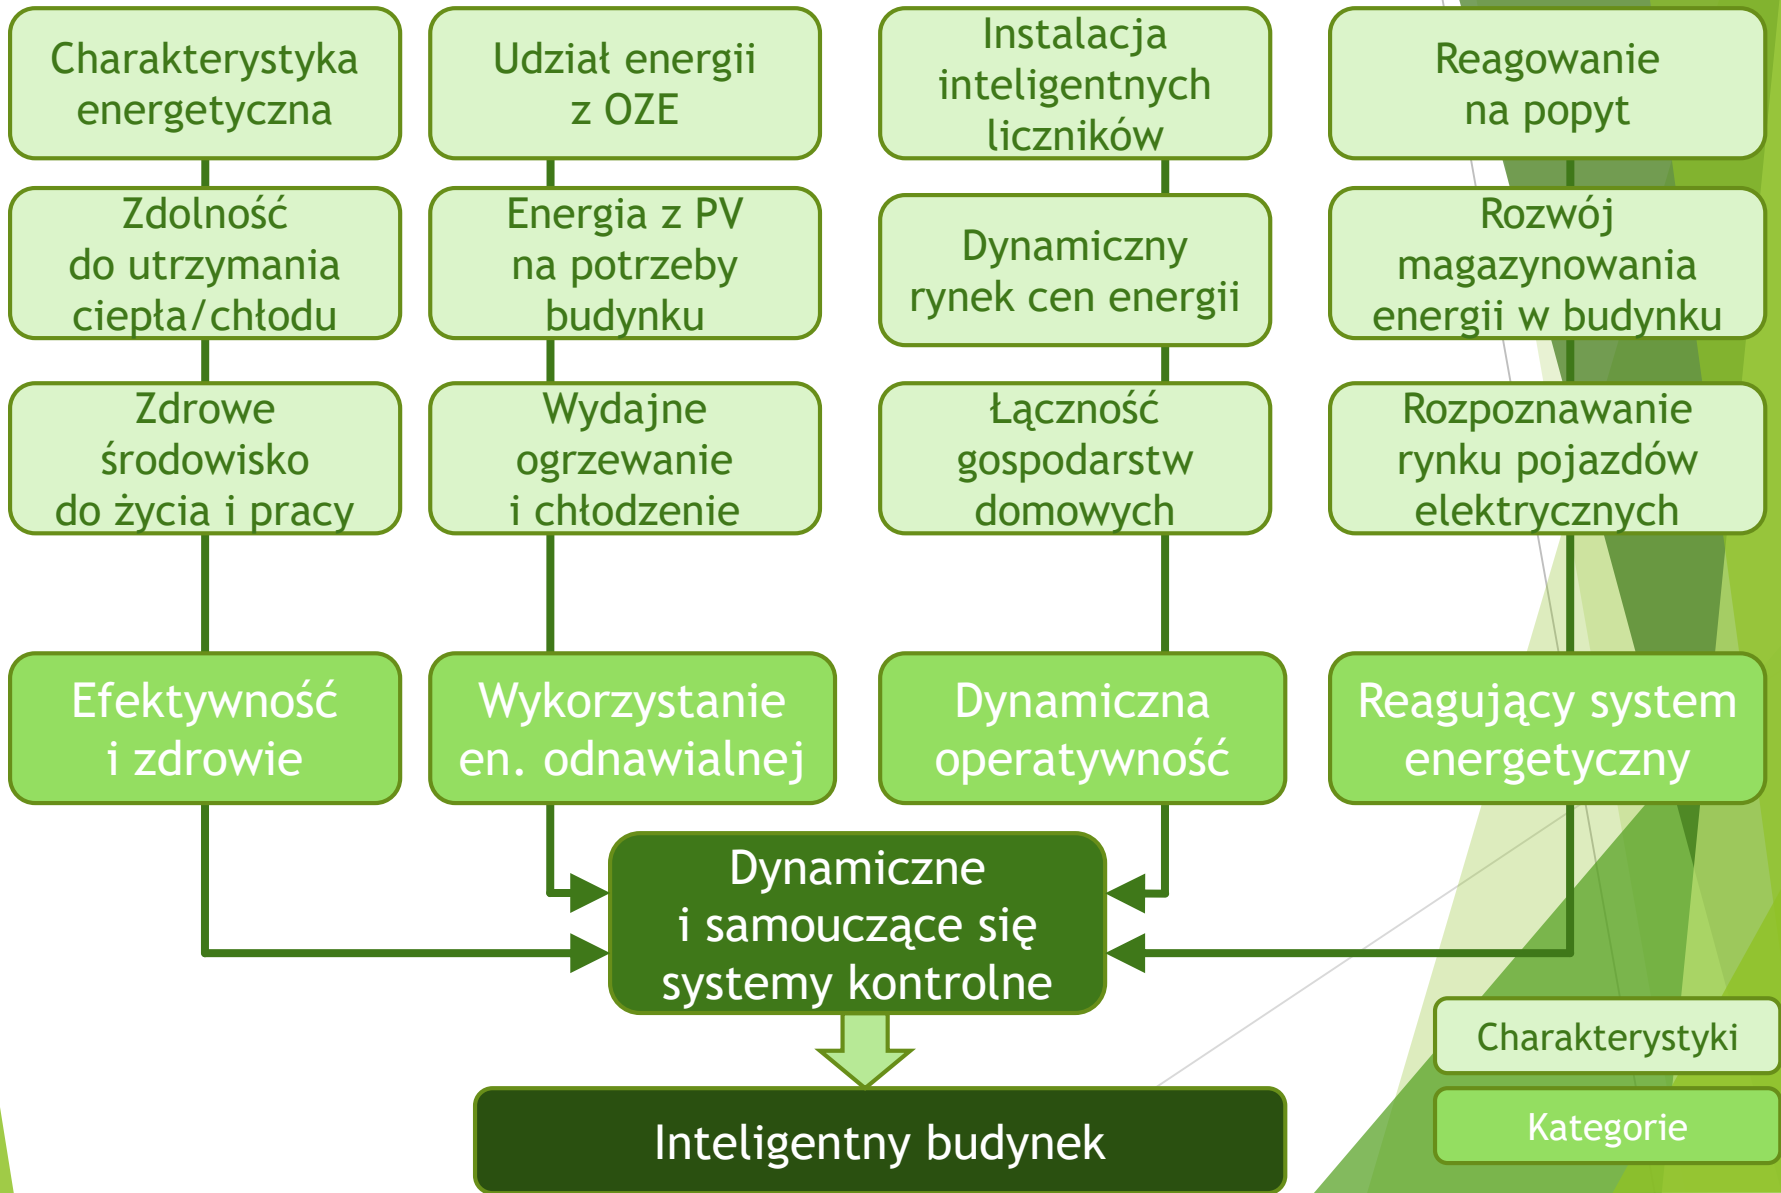 Charakterystyka
energetyczna
Udział energii
z OZE
Instalacja
inteligentnych
liczników
Reagowanie
na popyt
Zdolność
do utrzymania
ciepła/chłodu
Energia z PV
na potrzeby
budynku
Dynamiczny
rynek cen energii
Rozwój
magazynowania
energii w budynku
Zdrowe
środowisko
do życia i pracy
Wydajne
ogrzewanie
i chłodzenie
Łączność
gospodarstw
domowych
Rozpoznawanie
rynku pojazdów
elektrycznych
Efektywność
i zdrowie
Wykorzystanie
en. odnawialnej
Dynamiczna
operatywność
Reagujący system
energetyczny
Dynamiczne
i samouczące się
systemy kontrolne
Charakterystyki
Kategorie
Inteligentny budynek